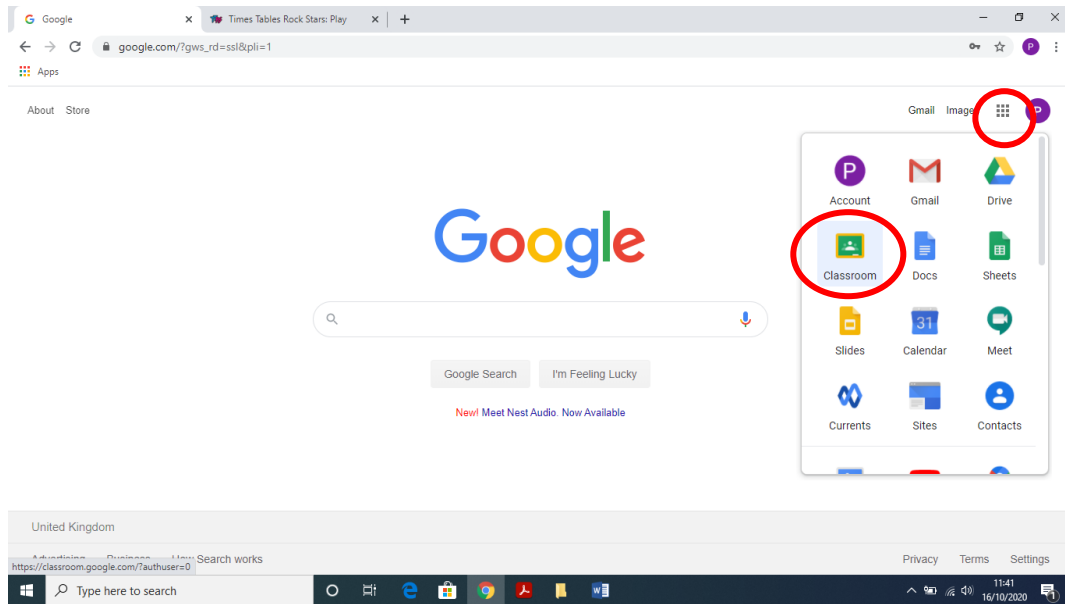 Google
Times Tables Rock Stars: Play
google.com/?gws_rd=ssl&pli=1
P
Apps
About Store
Gmail Image
P
P
Account Gmail Drive
Google
Classroom Docs Sheets
31
Slides Calendar Meet
Google Search I'm Feeling Lucky
New! Meet Nest Audio. Now Available
Currents Sites Contacts
United Kingdom
Search works
Privacy Terms Settings
https://classroom.google.com/?authuser=0
Type here to search
11:41
16/10/2020